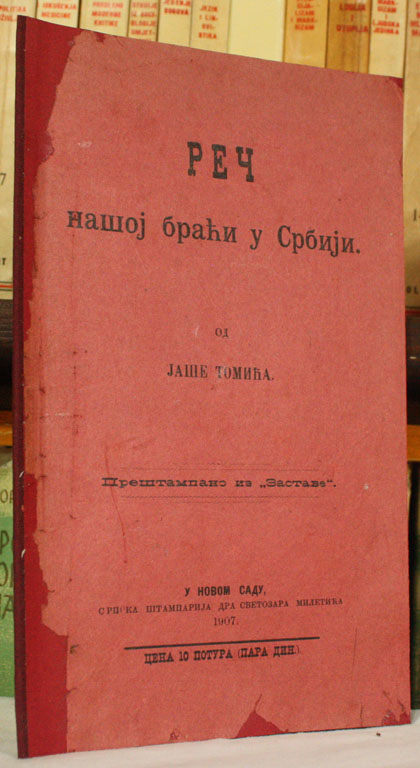 РЕЧ
нашој браћи у Србији.
од
ЈАШЕ ТОМИЋА.
Прештампано из „Заставе“.
У НОВОМ САДУ,
СРПСКА ШТАМПАРИЈА ДРА СВЕТОЗАРА МИЛЕТИЋА
1907.
ЦЕНА 10 ПОТУРА (ПАРА ДИН.).